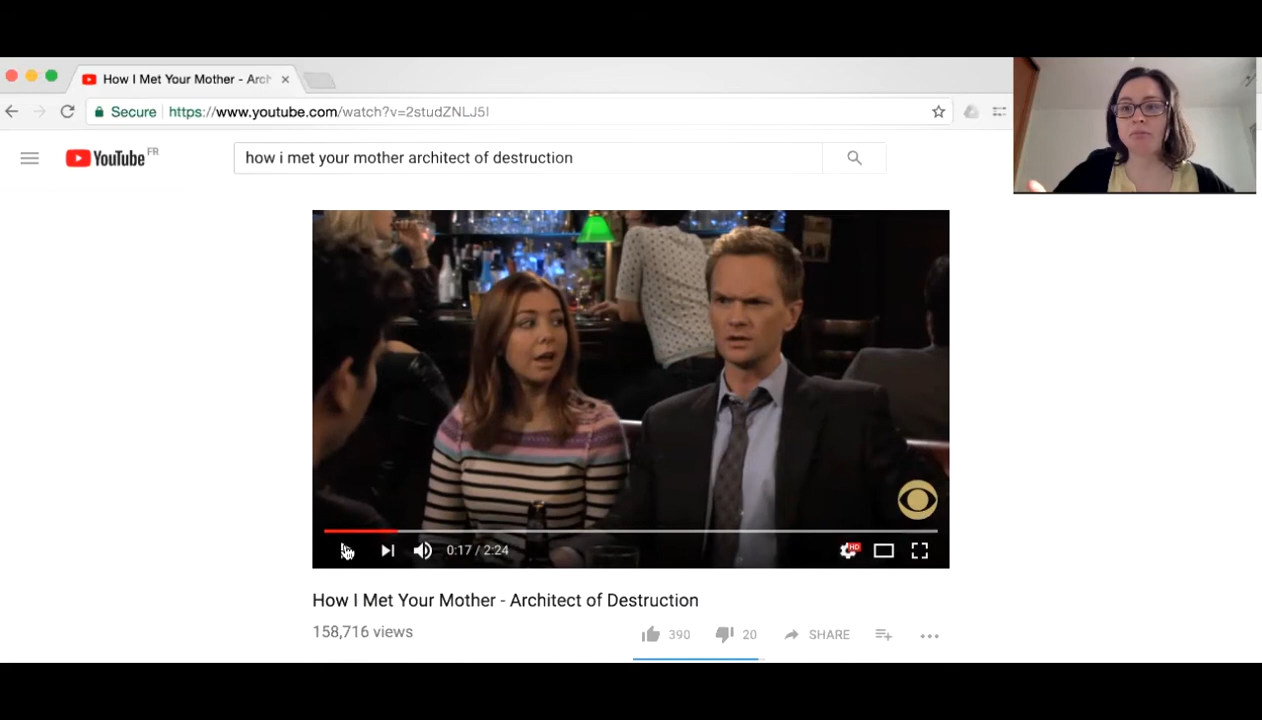 How I Met Your Mother - Arch
Secure https://www.youtube.com/watch?v=2studZNLJ5I
YouTube FR
how i met your mother architect of destruction
0:17 / 2:24
HD
How I Met Your Mother - Architect of Destruction
158,716 views
390 20 SHARE